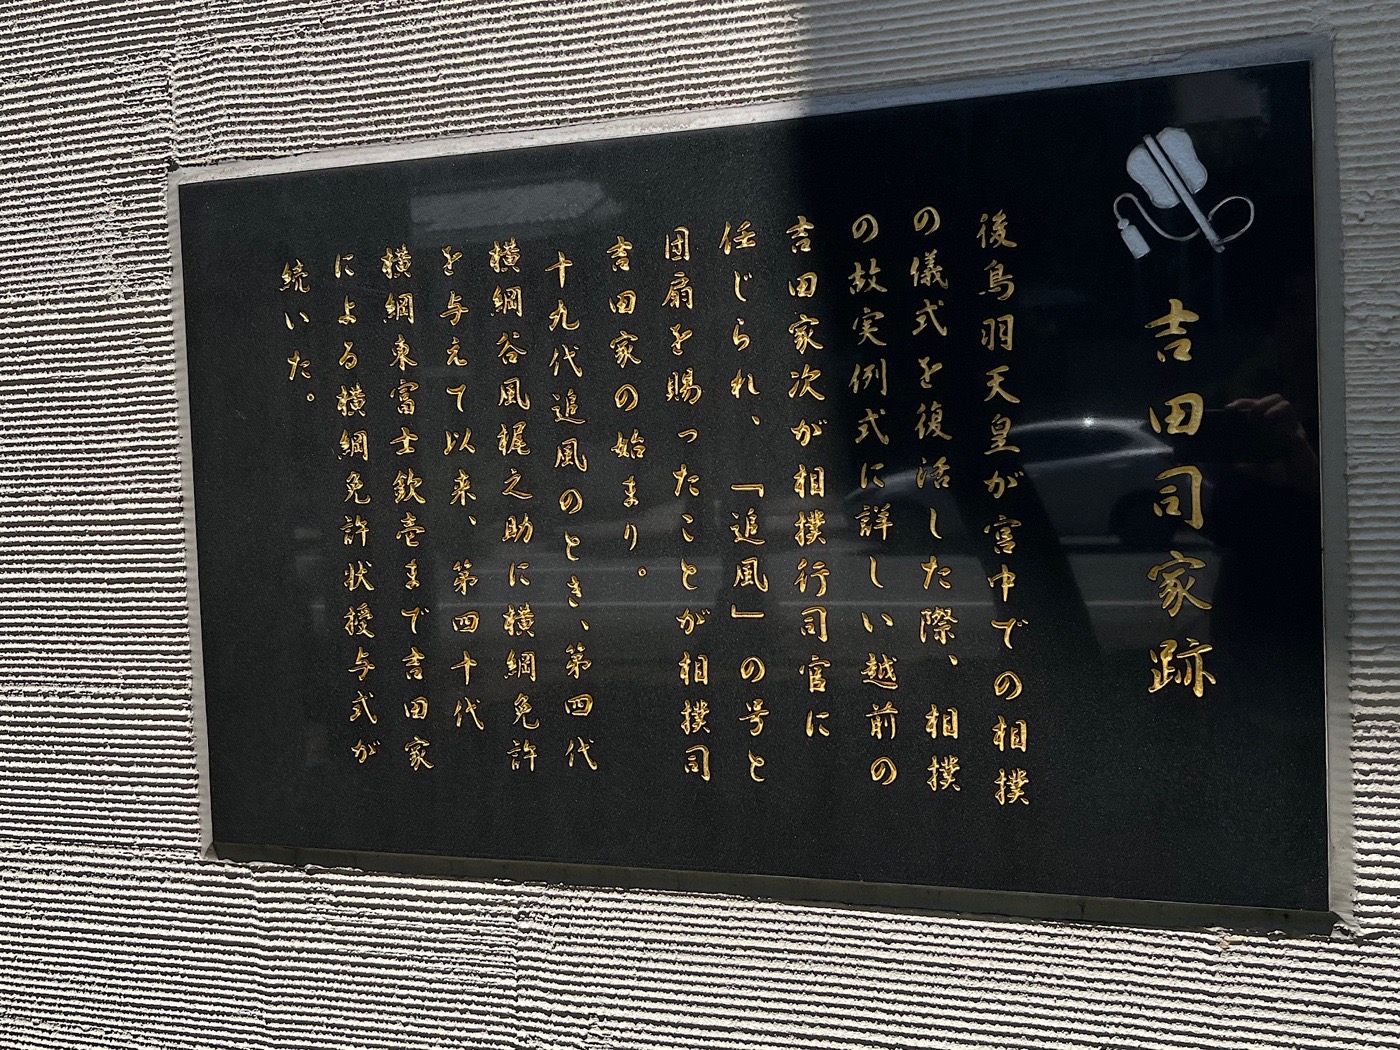 吉田司家跡
後鳥羽天皇が宮中での相撲
の儀式を復活した際、相撲
の故実例式に詳しい越前の
吉田家次が相撲行司官に
任じられ、「追風」の号と
団扇を賜ったことが相撲司
吉田家の始まり。
十九代追風のとき、第四代
横綱谷風梶之助に横綱免許
を与えて以来、第四十代
横綱東富士欽壱まで吉田家
による横綱免許状授与式が
続いた。